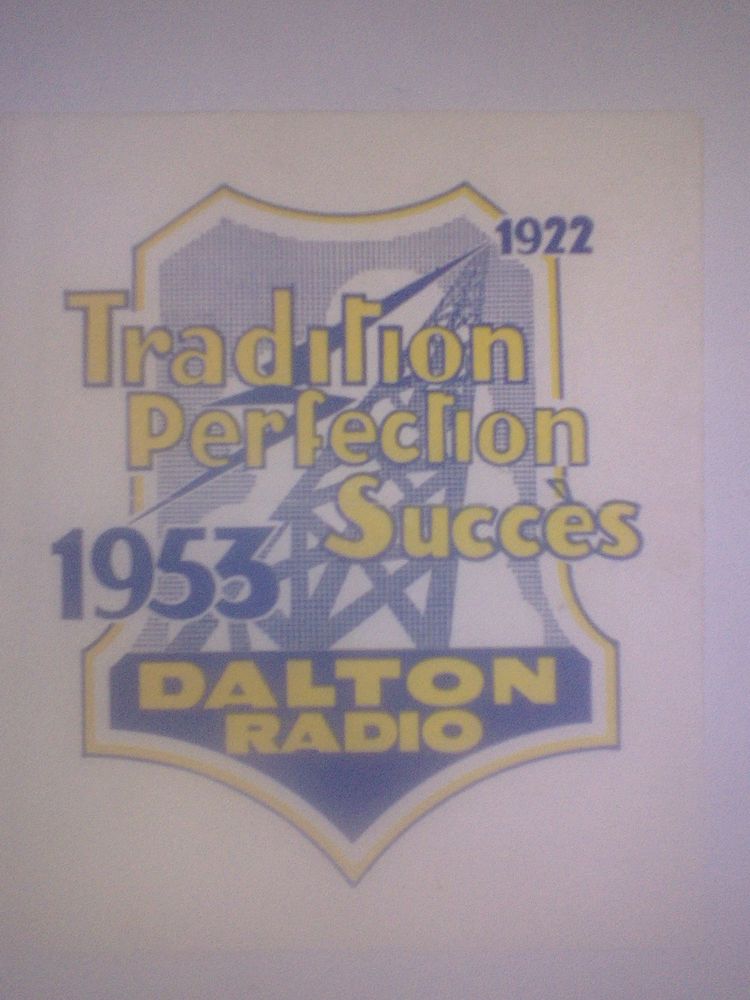 1922
Tradition
Perfection
Succès
1953
DALTON
RADIO